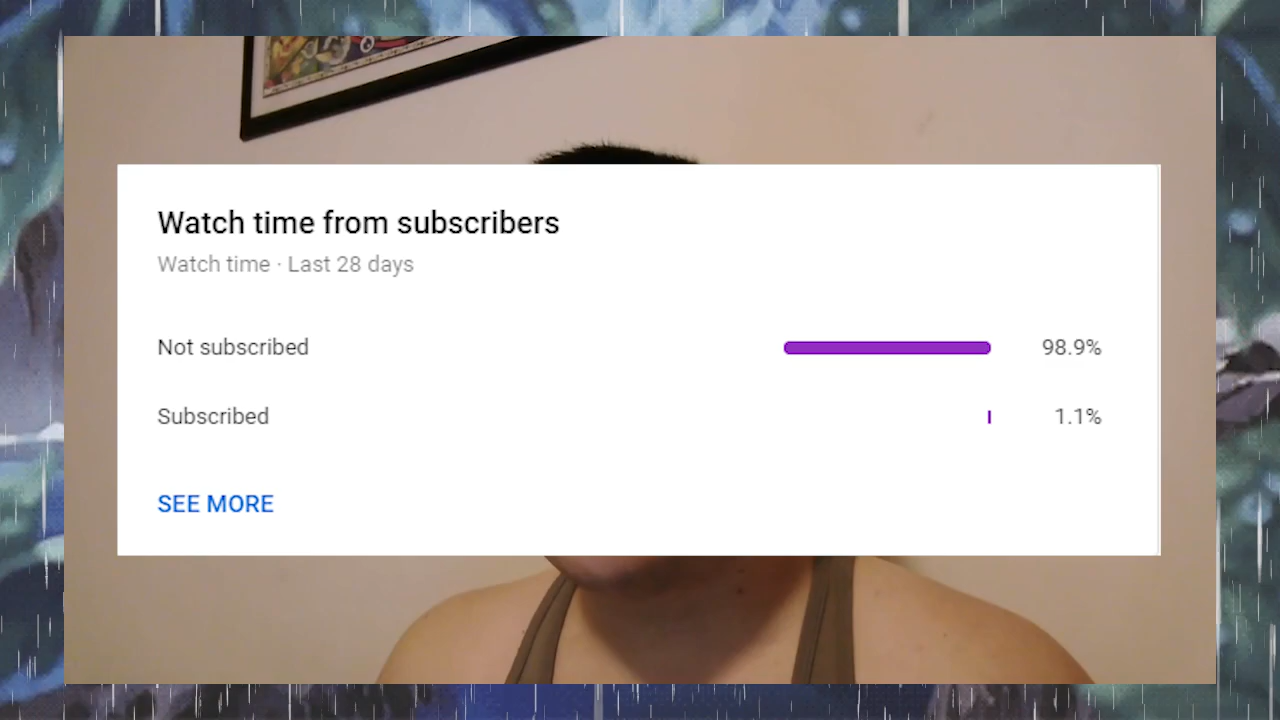 Watch time from subscribers
Watch time · Last 28 days
Not subscribed 98.9%
Subscribed 1.1%
SEE MORE